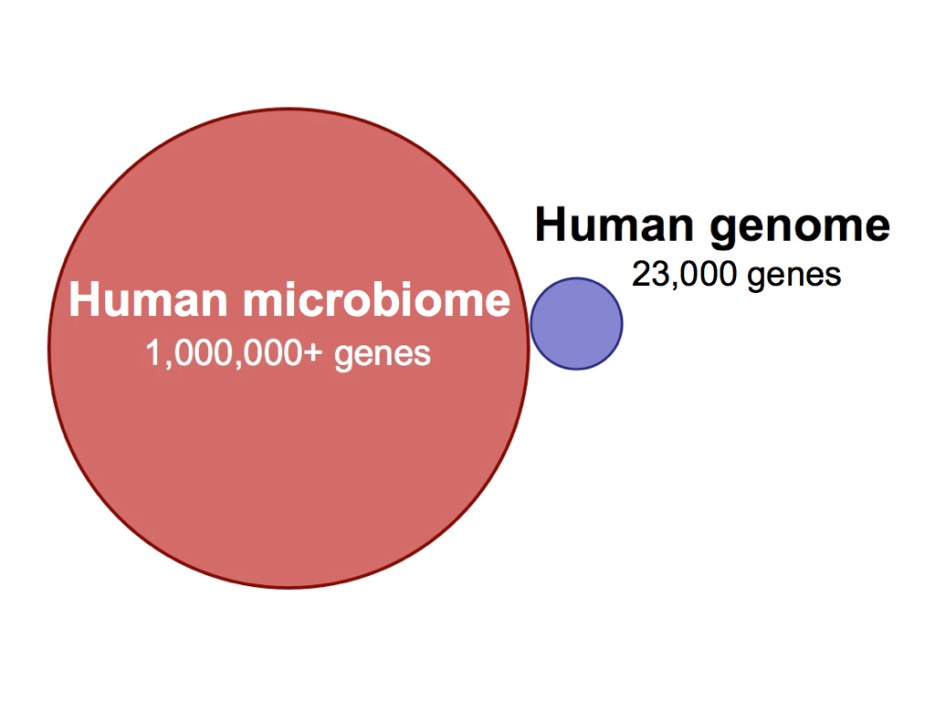 Human genome
23,000 genes
Human microbiome
1,000,000+ genes